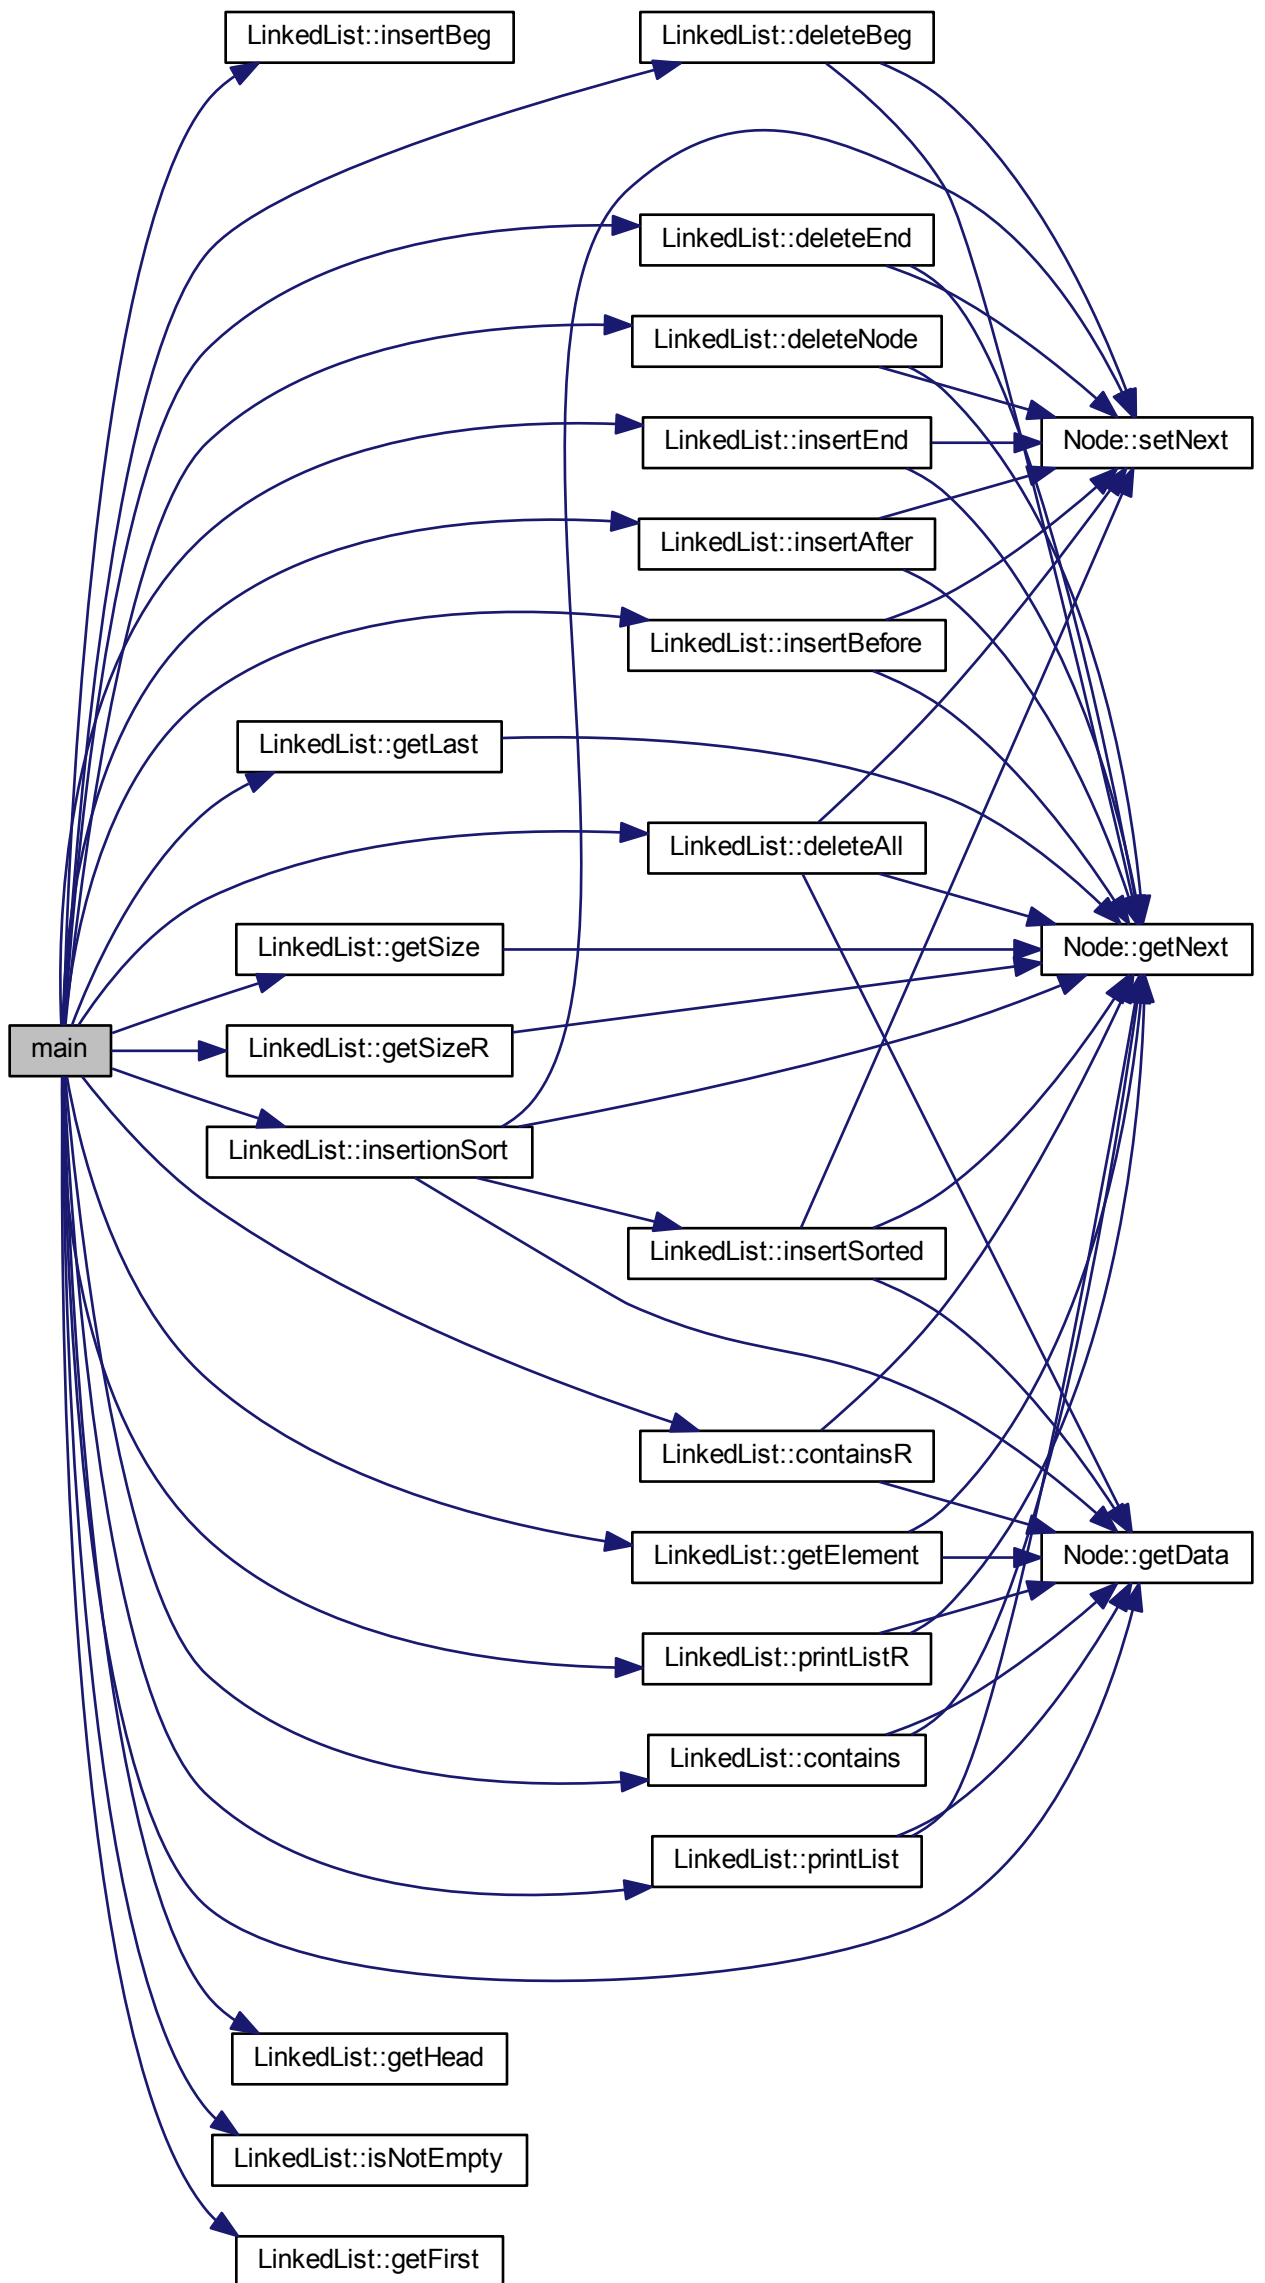 LinkedList::insertBeg
LinkedList::deleteBeg
LinkedList::deleteEnd
LinkedList::deleteNode
LinkedList::insertEnd
Node::setNext
LinkedList::insertAfter
LinkedList::insertBefore
LinkedList::getLast
LinkedList::deleteAll
LinkedList::getSize
Node::getNext
main
LinkedList::getSizeR
LinkedList::insertionSort
LinkedList::insertSorted
LinkedList::containsR
LinkedList::getElement
Node::getData
LinkedList::printListR
LinkedList::contains
LinkedList::printList
LinkedList::getHead
LinkedList::isNotEmpty
LinkedList::getFirst